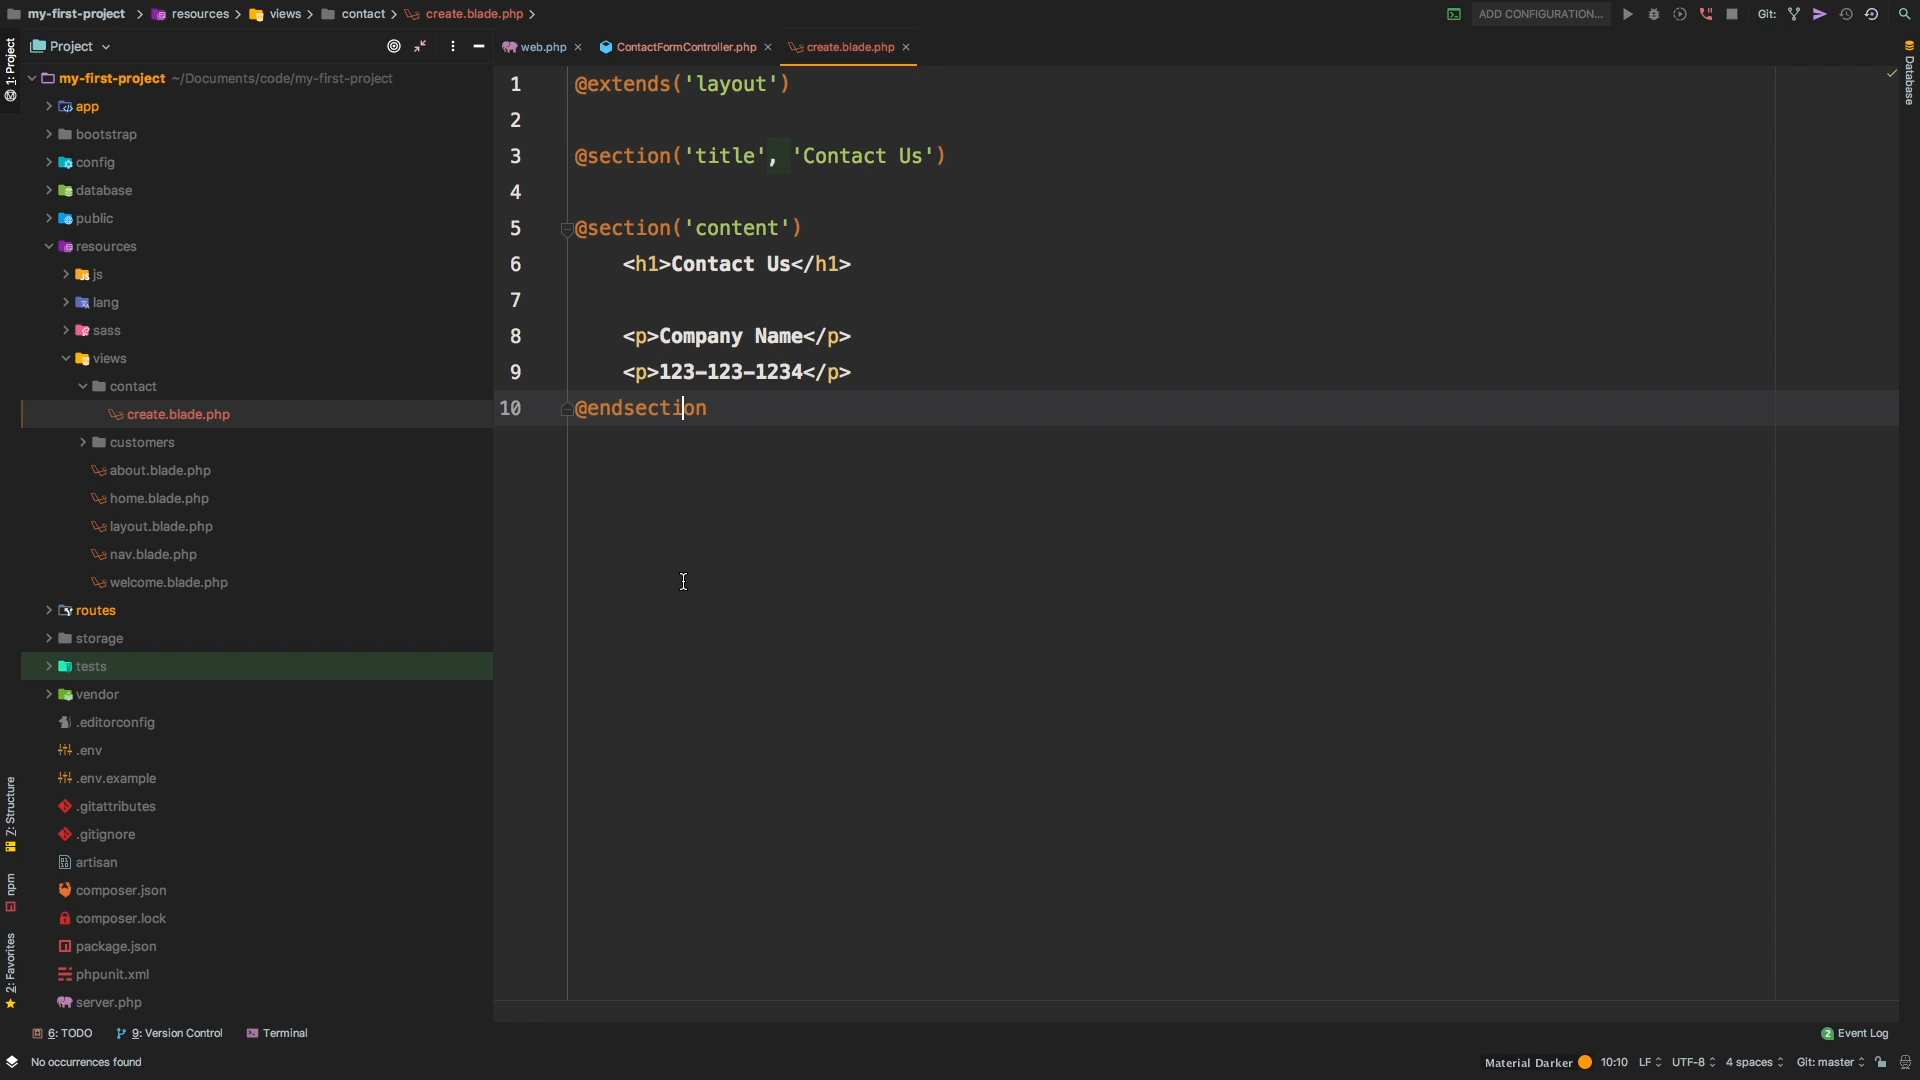 my-first-project > resources > views > contact > create.blade.php >
ADD CONFIGURATION...
Git:
1: Project
Project
web.php
ContactFormController.php
create.blade.php
Database
my-first-project ~/Documents/code/my-first-project
app
bootstrap
config
database
public
resources
js
lang
sass
views
contact
create.blade.php
customers
about.blade.php
home.blade.php
layout.blade.php
nav.blade.php
welcome.blade.php
routes
storage
tests
vendor
.editorconfig
.env
.env.example
.gitattributes
.gitignore
artisan
composer.json
composer.lock
package.json
phpunit.xml
server.php
1 @extends('layout')
2
3 @section('title', 'Contact Us')
4
5 @section('content')
6 <h1>Contact Us</h1>
7
8 <p>Company Name</p>
9 <p>123-123-1234</p>
10 @endsection
Z: Structure
npm
2: Favorites
6: TODO
9: Version Control
Terminal
2 Event Log
No occurrences found
Material Darker
10:10
LF
UTF-8
4 spaces
Git: master